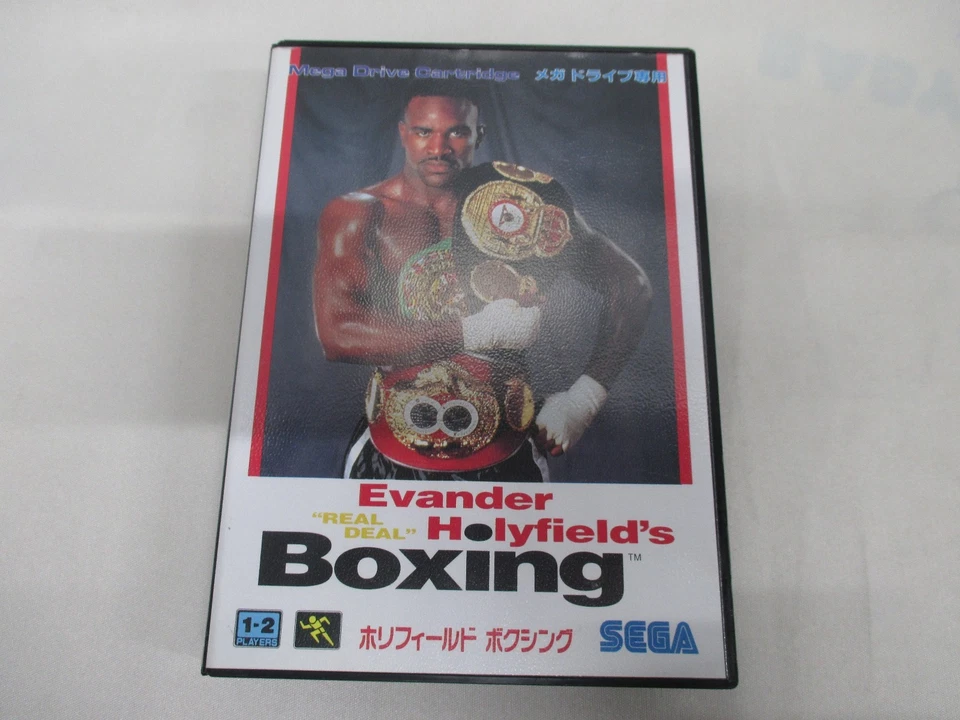 Mega Drive Cartridge メガドライブ専用
Evander
"REAL DEAL" Holyfield's
Boxing™
1-2
PLAYERS
ホリフィールド ボクシング
SEGA